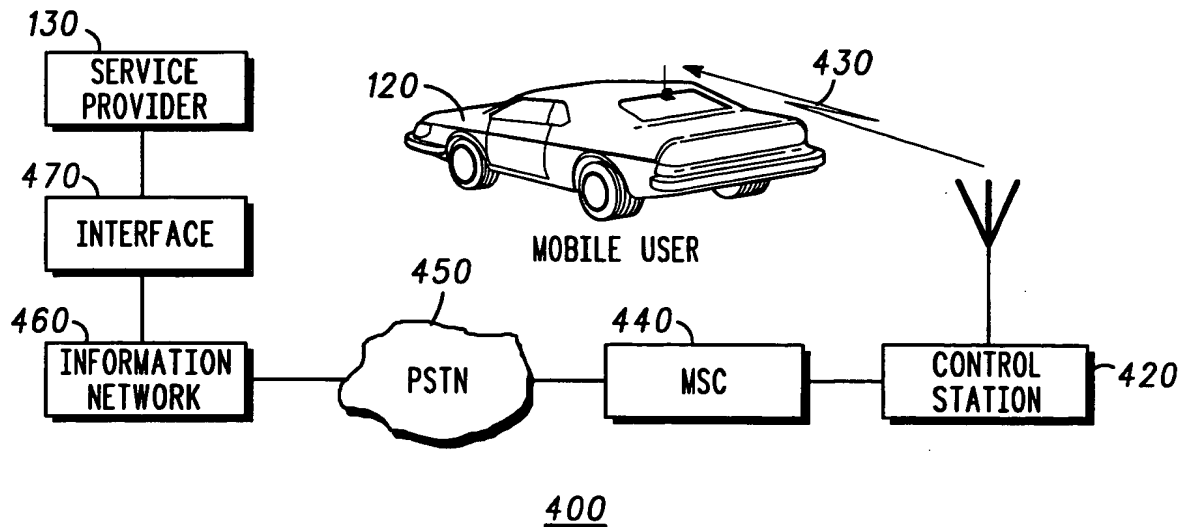 130
SERVICE
PROVIDER
120
430
470
INTERFACE
MOBILE USER
450
460
440
INFORMATION
NETWORK
PSTN
MSC
CONTROL
STATION
420
400